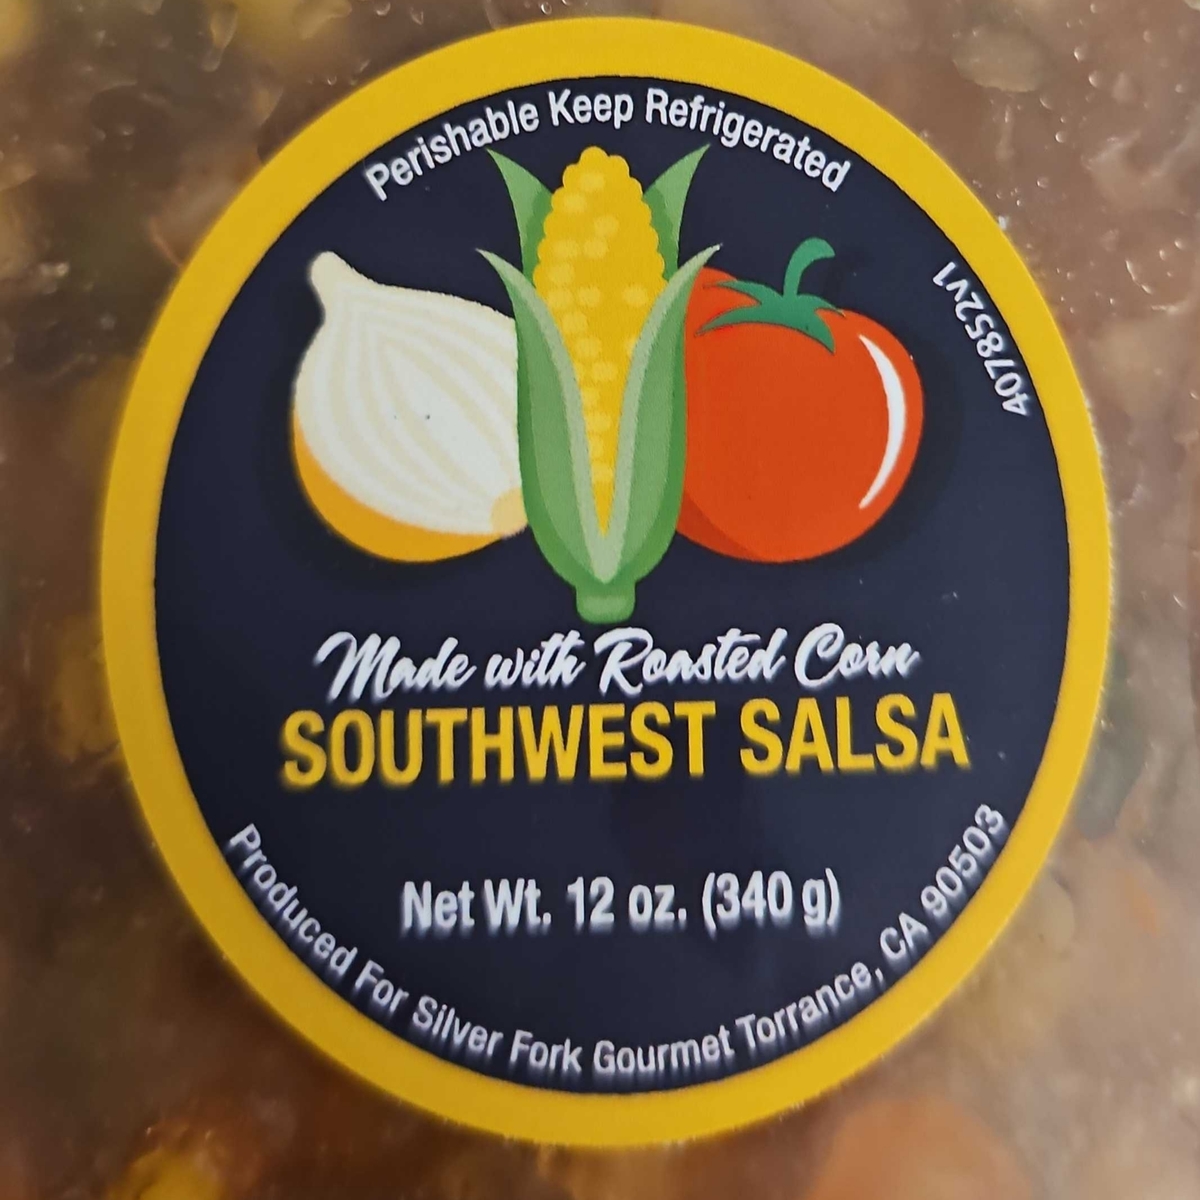 Perishable Keep Refrigerated
407852v1
Made with Roasted Corn
SOUTHWEST SALSA
Net Wt. 12 oz. (340 g)
Produced For Silver Fork Gourmet Torrance, CA 90503